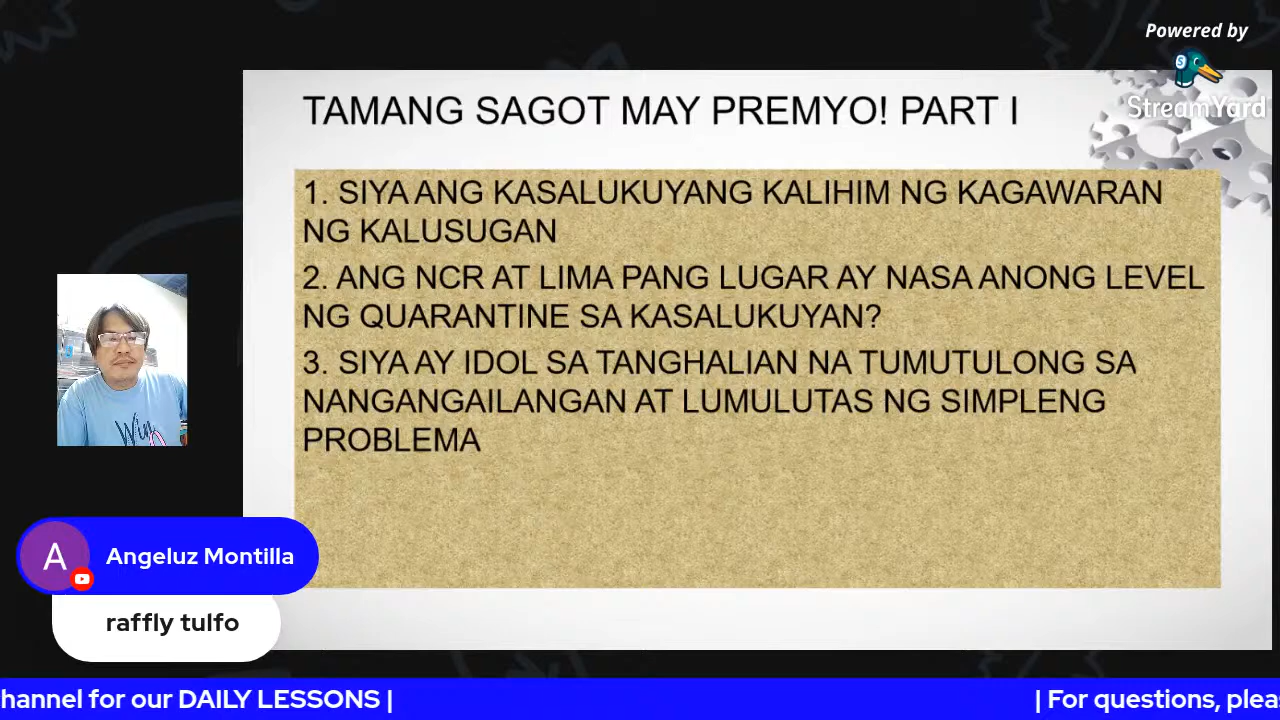 Powered by
StreamYard
TAMANG SAGOT MAY PREMYO! PART I
1. SIYA ANG KASALUKUYANG KALIHIM NG KAGAWARAN
NG KALUSUGAN
2. ANG NCR AT LIMA PANG LUGAR AY NASA ANONG LEVEL
NG QUARANTINE SA KASALUKUYAN?
3. SIYA AY IDOL SA TANGHALIAN NA TUMUTULONG SA
NANGANGAILANGAN AT LUMULUTAS NG SIMPLENG
PROBLEMA
Win
A
Angeluz Montilla
raffly tulfo
hannel for our DAILY LESSONS | | For questions, pleas